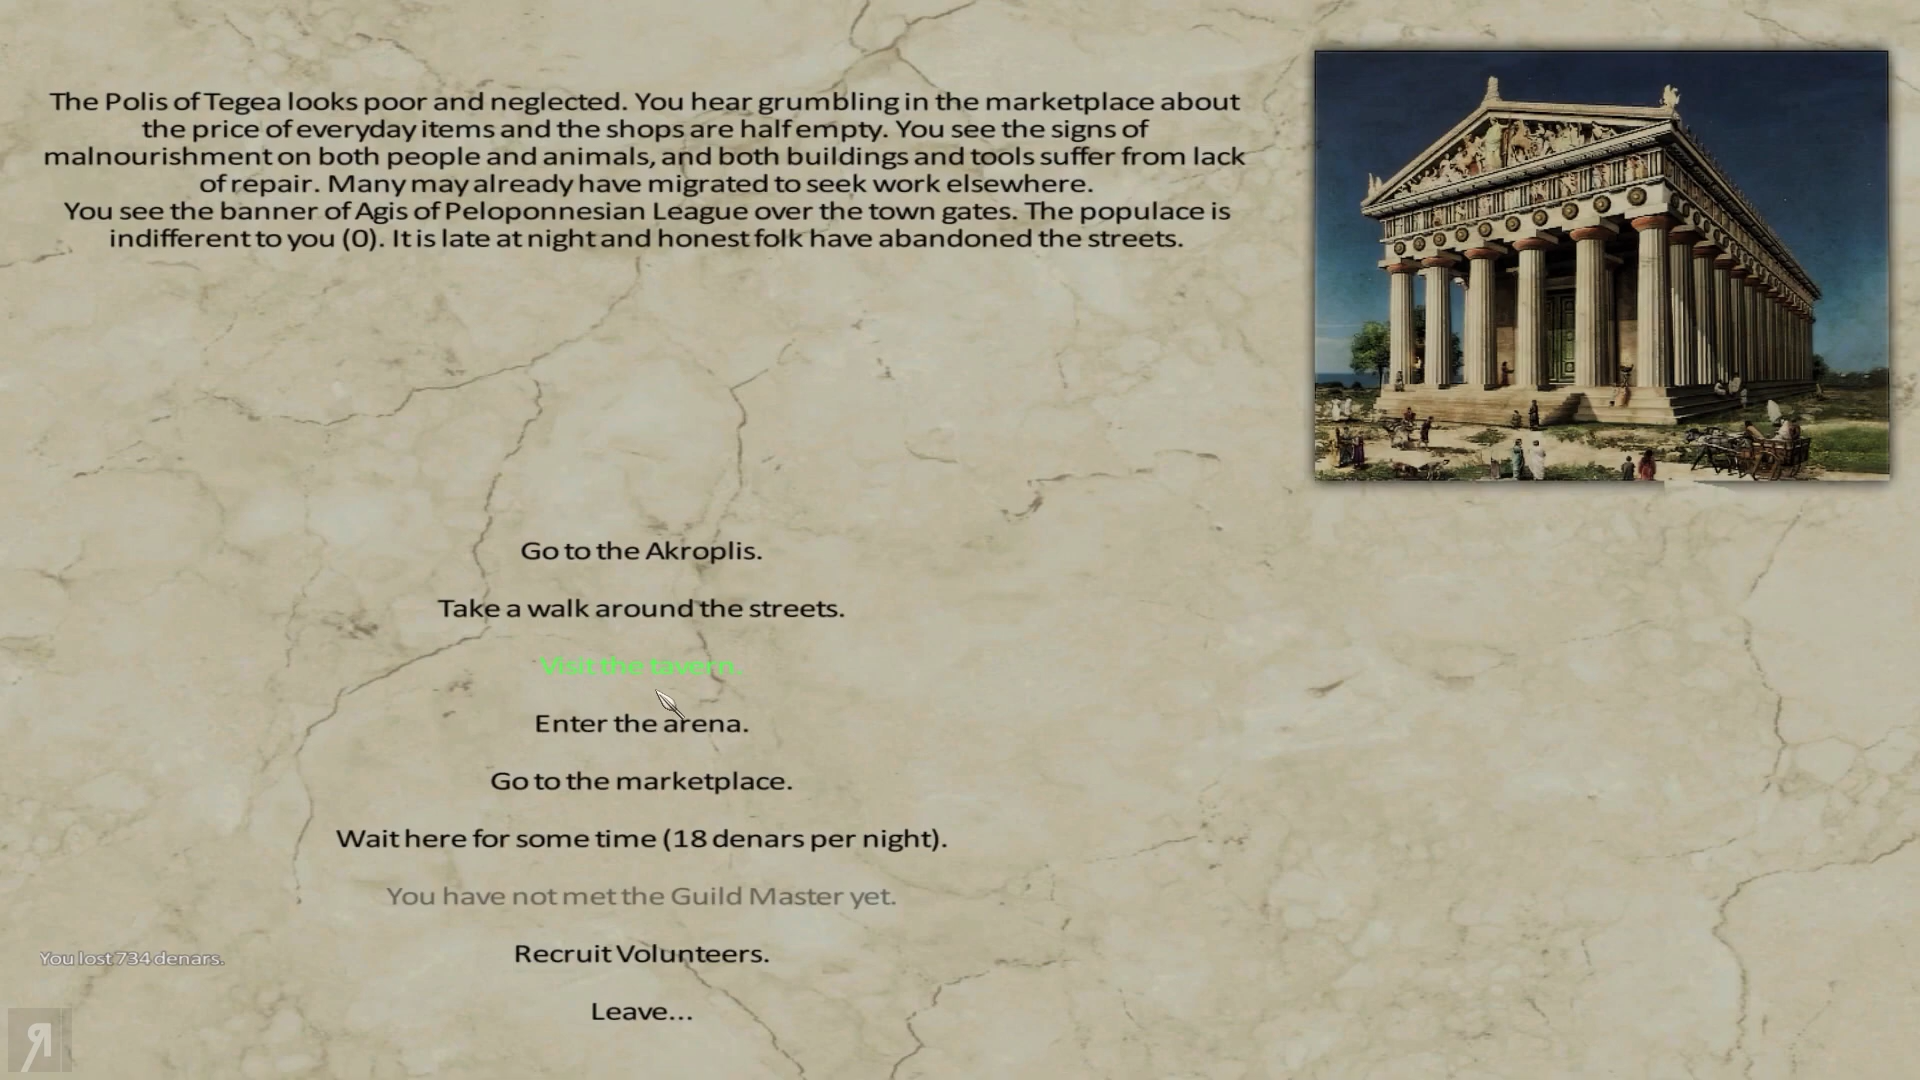 The Polis of Tegea looks poor and neglected. You hear grumbling in the marketplace about
the price of everyday items and the shops are half empty. You see the signs of
malnourishment on both people and animals, and both buildings and tools suffer from lack
of repair. Many may already have migrated to seek work elsewhere.
You see the banner of Agis of Peloponnesian League over the town gates. The populace is
indifferent to you (0). It is late at night and honest folk have abandoned the streets.
Go to the Akroplis.
Take a walk around the streets.
Visit the tavern.
Enter the arena.
Go to the marketplace.
Wait here for some time (18 denars per night).
You have not met the Guild Master yet.
Recruit Volunteers.
You lost 734 denars.
Leave...